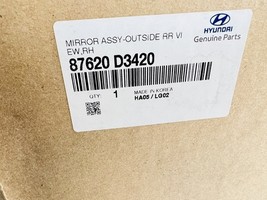 HYUNDAI
Genuine Parts
MIRROR ASSY-OUTSIDE RR VI
EW,RH
87620 D3420
QTY: 1
MADE IN KOREA
HA06 / LG02